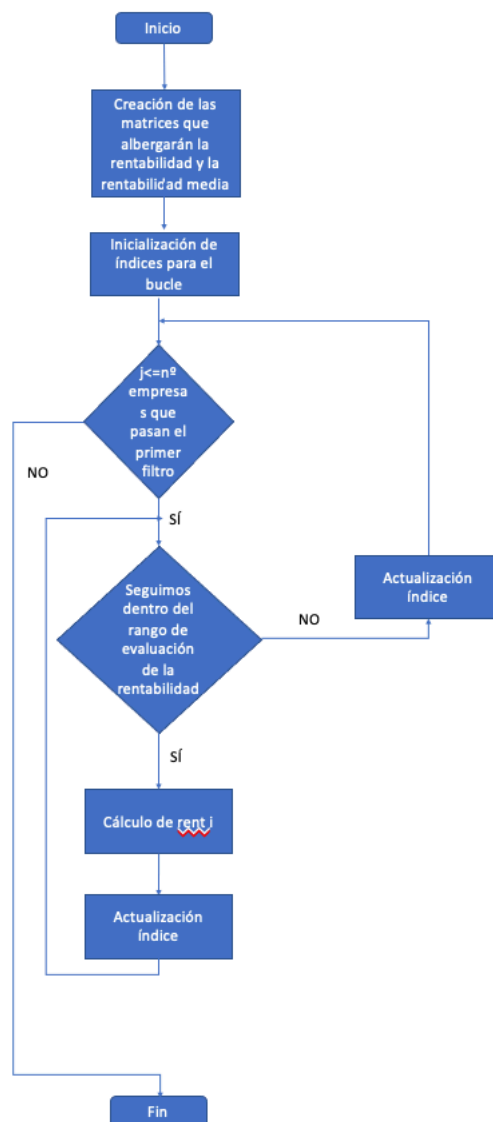 Inicio
Creación de las
matrices que
albergarán la
rentabilidad y la
rentabilidad media
Inicialización de
índices para el
bucle
j<=nº
empresa
s que
pasan el
primer
filtro
NO
SÍ
Seguimos
dentro del
rango de
evaluación
de la
rentabilidad
NO
Actualización
índice
SÍ
Cálculo de rent i
Actualización
índice
Fin